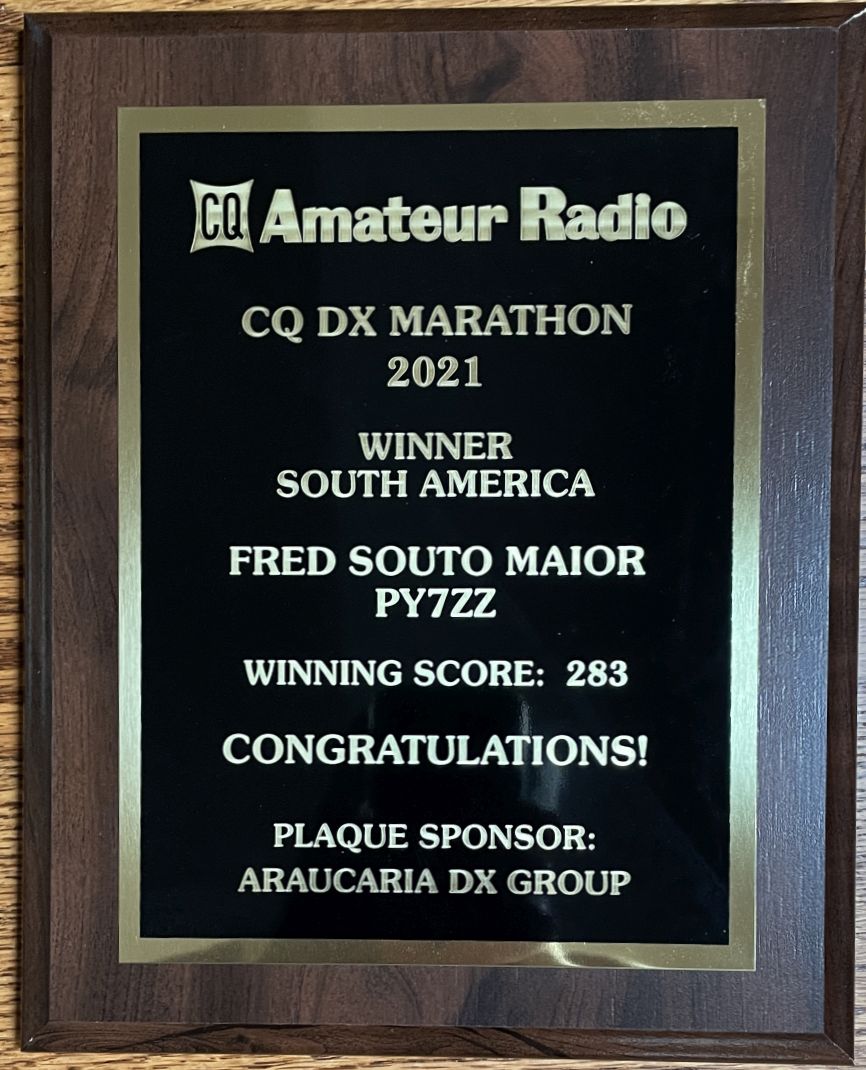 CQ Amateur Radio
CQ DX MARATHON
2021
WINNER
SOUTH AMERICA
FRED SOUTO MAIOR
PY7ZZ
WINNING SCORE: 283
CONGRATULATIONS!
PLAQUE SPONSOR:
ARAUCARIA DX GROUP